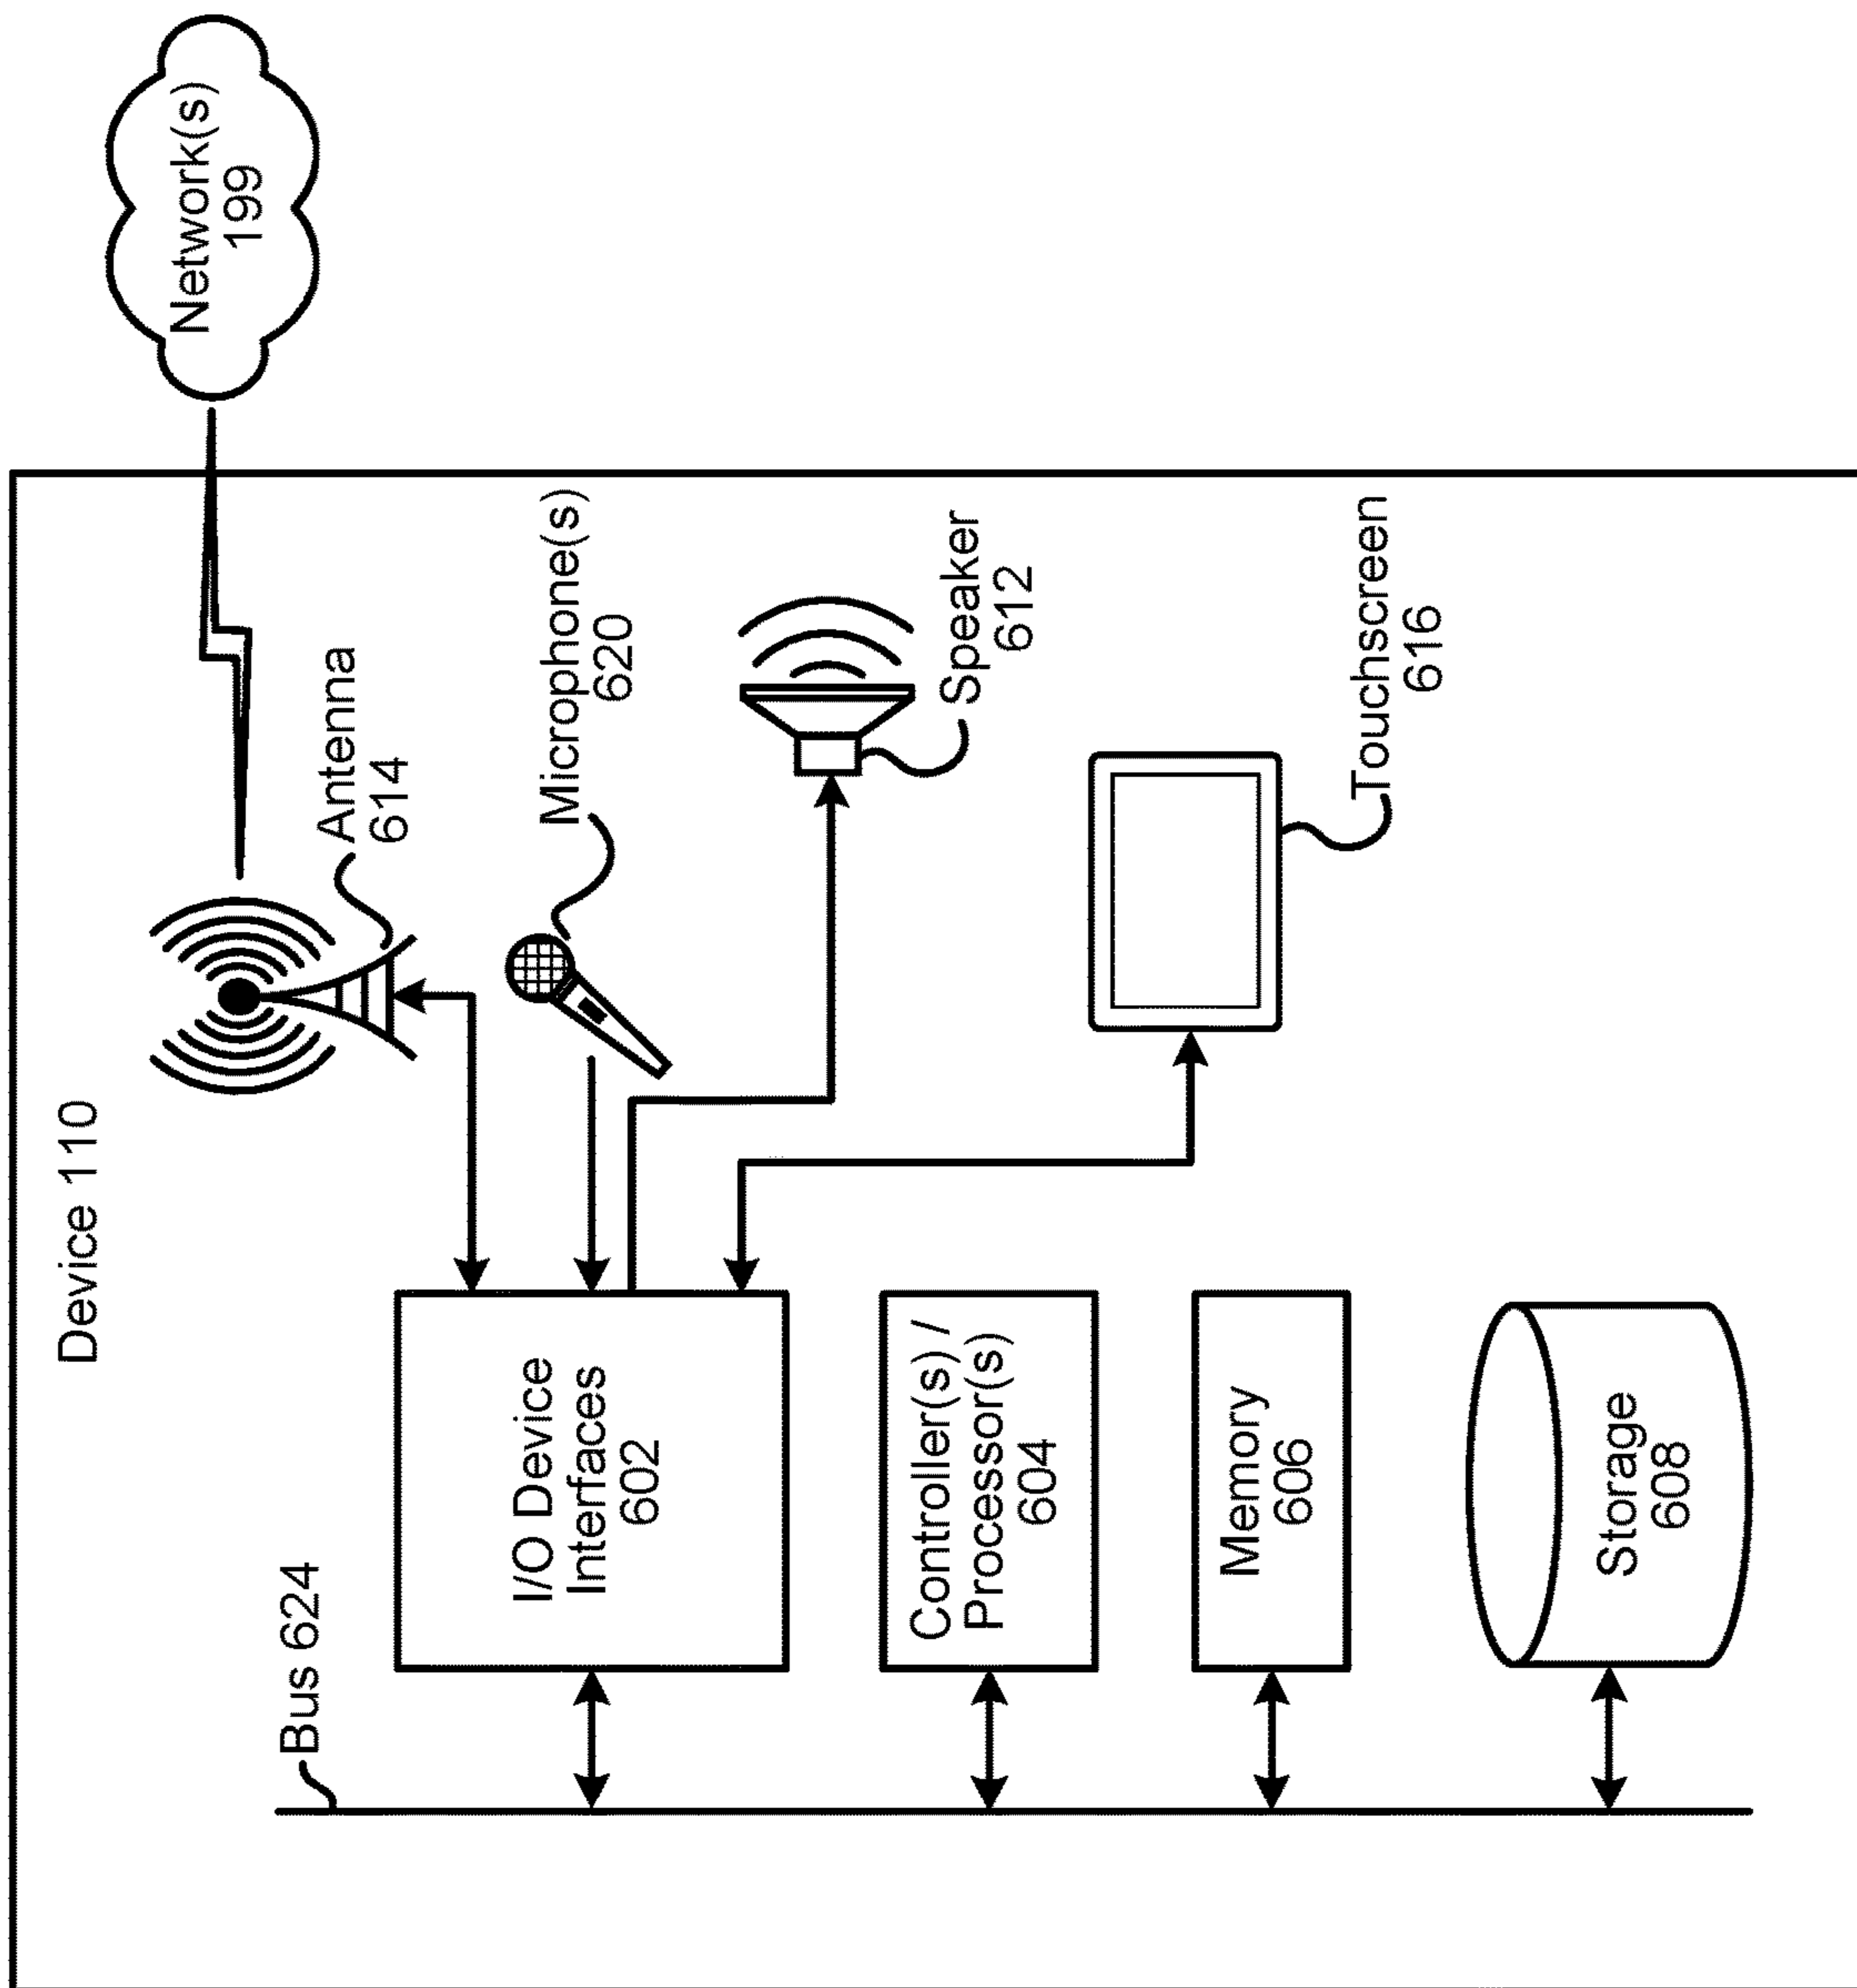 Device 110
Bus 624
I/O Device
Interfaces
602
Controller(s) /
Processor(s)
604
Memory
606
Storage
608
Antenna
614
Microphone(s)
620
Speaker
612
Touchscreen
616
Network(s)
199